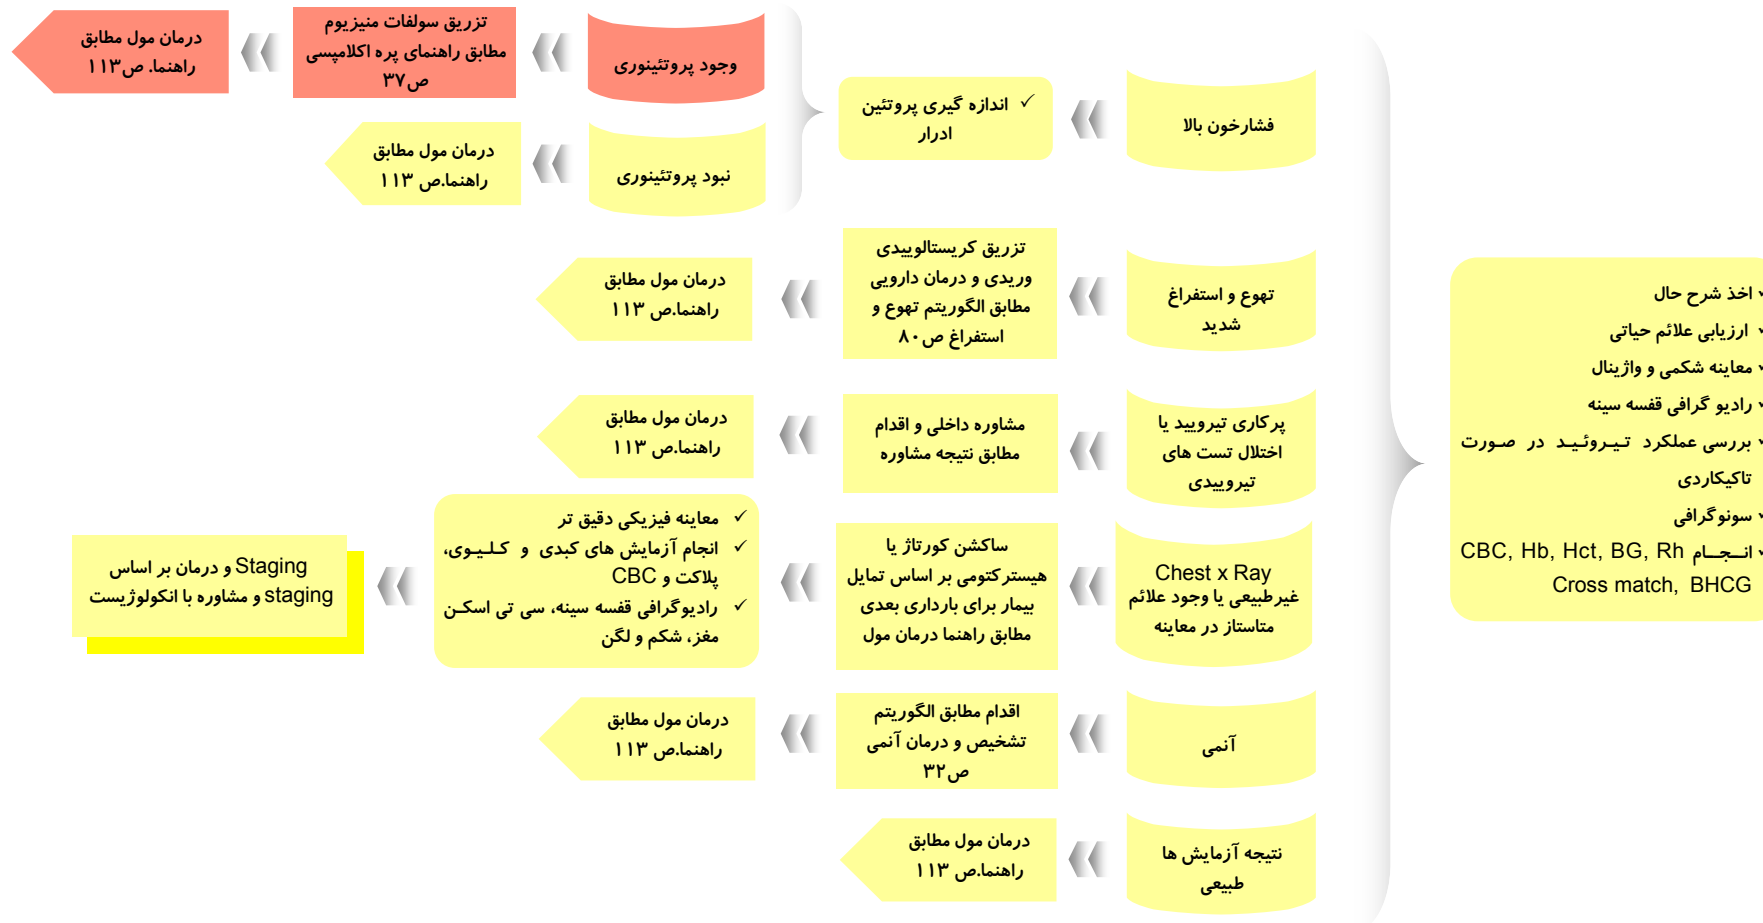 ✓ اخذ شرح حال
✓ ارزیابی علائم حیاتی
✓ معاینه شکمی و واژینال
✓ رادیو گرافی قفسه سینه
✓ بررسی عملکرد تیروئید در صورت
تاکیکاردی
✓ سونوگرافی
✓ انجام CBC, Hb, Hct, BG, Rh
Cross match, BHCG
فشارخون بالا
✓ اندازه گیری پروتئین
ادرار
وجود پروتئینوری
تزریق سولفات منیزیوم
مطابق راهنمای پره اکلامپسی
ص۳۷
درمان مول مطابق
راهنما. ص۱۱۳
نبود پروتئینوری
درمان مول مطابق
راهنما.ص ۱۱۳
تهوع و استفراغ
شدید
تزریق کریستالوییدی
وریدی و درمان دارویی
مطابق الگوریتم تهوع و
استفراغ ص۸۰
درمان مول مطابق
راهنما.ص ۱۱۳
پرکاری تیرویید یا
اختلال تست های
تیروییدی
مشاوره داخلی و اقدام
مطابق نتیجه مشاوره
درمان مول مطابق
راهنما.ص ۱۱۳
Chest x Ray
غیرطبیعی یا وجود علائم
متاستاز در معاینه
ساکشن کورتاژ یا
هیسترکتومی بر اساس تمایل
بیمار برای بارداری بعدی
مطابق راهنما درمان مول
✓ معاینه فیزیکی دقیق تر
✓ انجام آزمایش های کبدی و کلیوی،
پلاکت و CBC
✓ رادیوگرافی قفسه سینه، سی تی اسکن
مغز، شکم و لگن
Staging و درمان بر اساس
staging و مشاوره با انکولوژیست
آنمی
اقدام مطابق الگوریتم
تشخیص و درمان آنمی
ص۳۲
درمان مول مطابق
راهنما.ص ۱۱۳
نتیجه آزمایش ها
طبیعی
درمان مول مطابق
راهنما.ص ۱۱۳